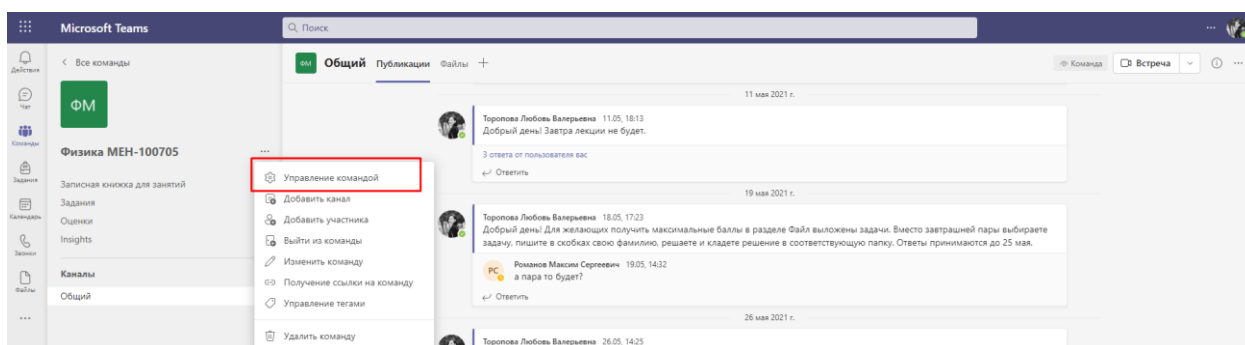 Microsoft Teams
Поиск
Действия
Чат
Команды
Задания
Календарь
Звонки
Файлы
Все команды
ФМ
Физика МЕН-100705
Записная книжка для занятий
Задания
Оценки
Insights
Каналы
Общий
Управление командой
Добавить канал
Добавить участника
Выйти из команды
Изменить команду
Получение ссылки на команду
Управление тегами
Удалить команду
ФМ Общий Публикации Файлы
Команда Встреча
11 мая 2021 г.
Торопова Любовь Валерьевна 11.05, 18:13
Добрый день! Завтра лекции не будет.
3 ответа от пользователя вас
Ответить
19 мая 2021 г.
Торопова Любовь Валерьевна 18.05, 17:23
Добрый день! Для желающих получить максимальные баллы в разделе Файл выложены задачи. Вместо завтрашней пары выбираете
задачу, пишите в скобках свою фамилию, решаете и кладете решение в соответствующую папку. Ответы принимаются до 25 мая.
РС Романов Максим Сергеевич 19.05, 14:32
а пара то будет?
Ответить
26 мая 2021 г.
Торопова Любовь Валерьевна 26.05, 14:25